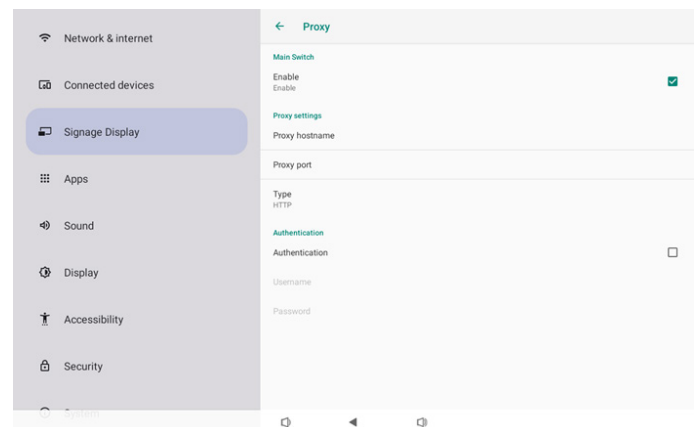 Network & internet
Connected devices
Signage Display
Apps
Sound
Display
Accessibility
Security
System
Proxy
Main Switch
Enable
Enable
Proxy settings
Proxy hostname
Proxy port
Type
HTTP
Authentication
Authentication
Username
Password